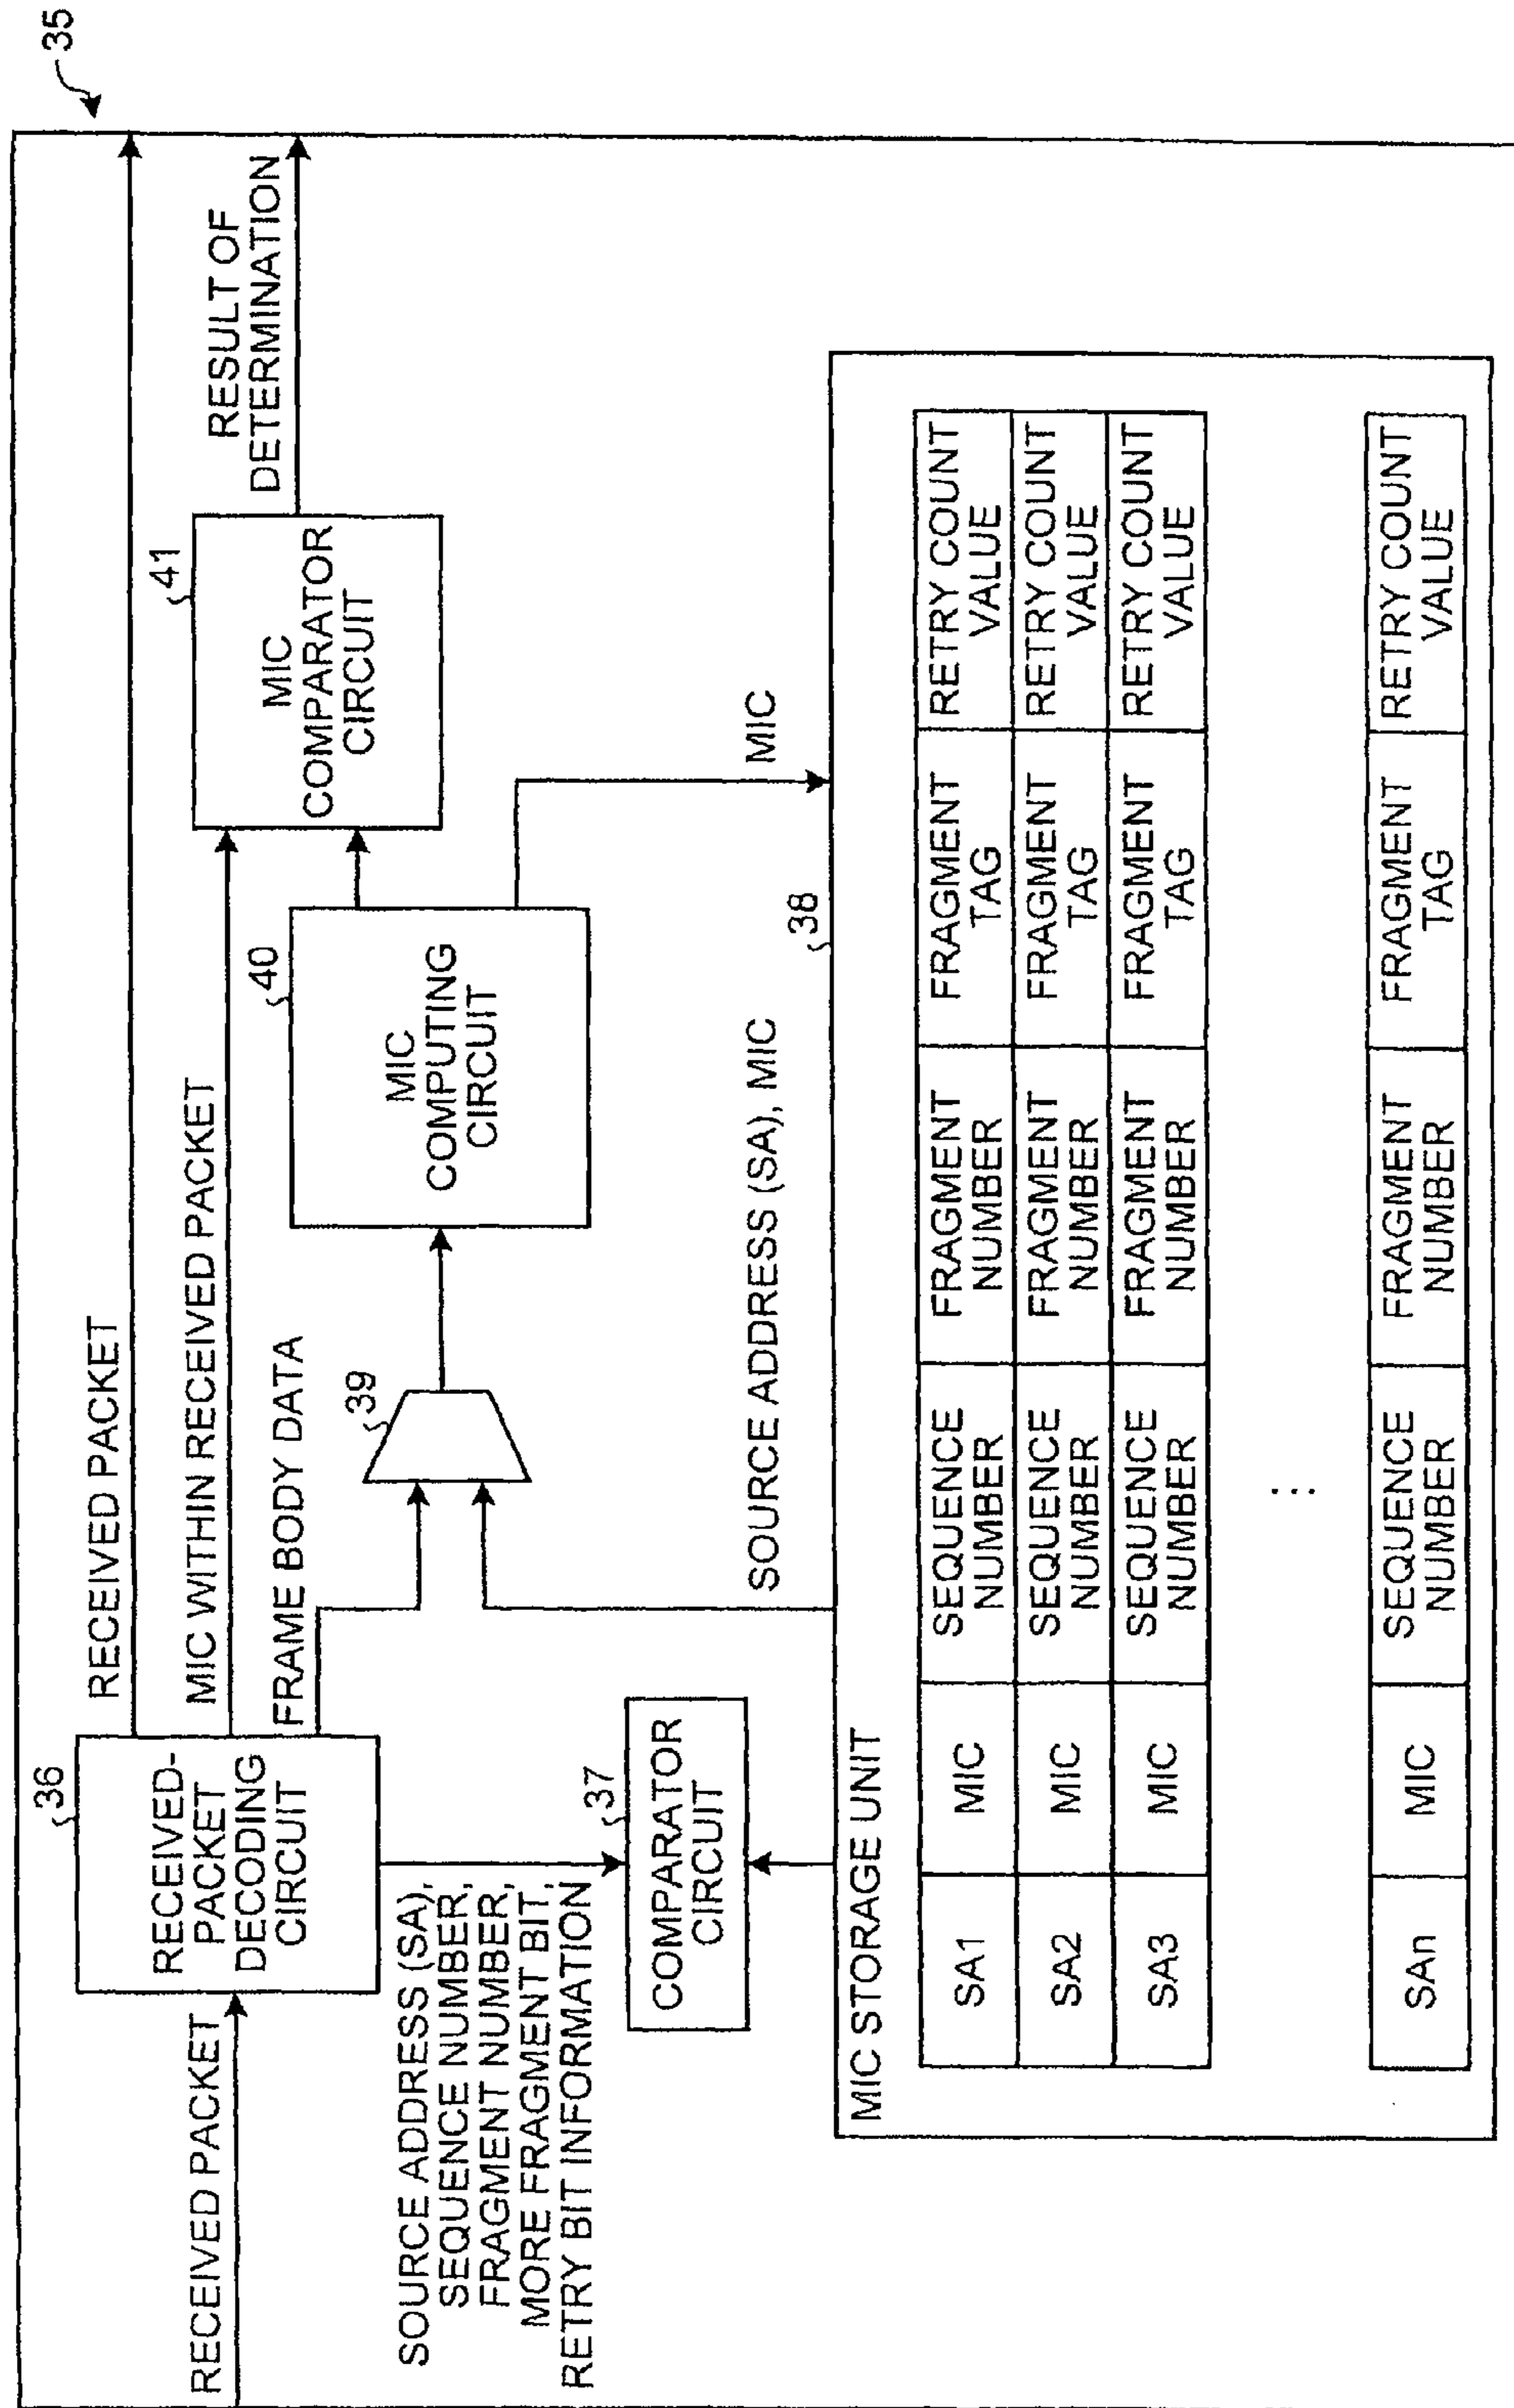 35
RECEIVED PACKET
36
RECEIVED-
PACKET
DECODING
CIRCUIT
RECEIVED PACKET
MIC WITHIN RECEIVED PACKET
FRAME BODY DATA
SOURCE ADDRESS (SA),
SEQUENCE NUMBER,
FRAGMENT NUMBER,
MORE FRAGMENT BIT,
RETRY BIT INFORMATION
37
COMPARATOR
CIRCUIT
39
40
MIC
COMPUTING
CIRCUIT
41
MIC
COMPARATOR
CIRCUIT
RESULT OF
DETERMINATION
SOURCE ADDRESS (SA), MIC
MIC
38
MIC STORAGE UNIT
SA1 MIC SEQUENCE NUMBER FRAGMENT NUMBER FRAGMENT TAG RETRY COUNT VALUE
SA2 MIC SEQUENCE NUMBER FRAGMENT NUMBER FRAGMENT TAG RETRY COUNT VALUE
SA3 MIC SEQUENCE NUMBER FRAGMENT NUMBER FRAGMENT TAG RETRY COUNT VALUE
...
SAn MIC SEQUENCE NUMBER FRAGMENT NUMBER FRAGMENT TAG RETRY COUNT VALUE